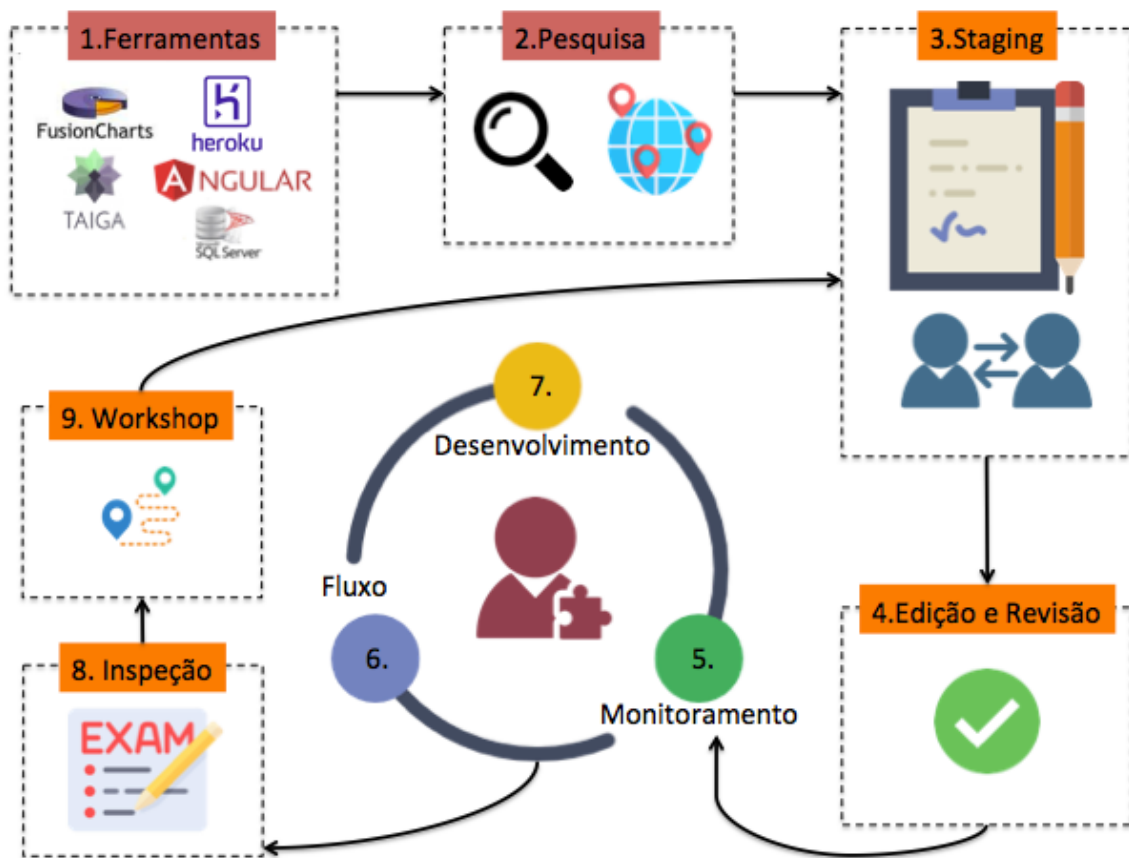 1.Ferramentas
FusionCharts
heroku
TAIGA
ANGULAR
SQL Server
2.Pesquisa
3.Staging
4.Edição e Revisão
5.
Monitoramento
6.
Fluxo
7.
Desenvolvimento
8. Inspeção
EXAM
9. Workshop